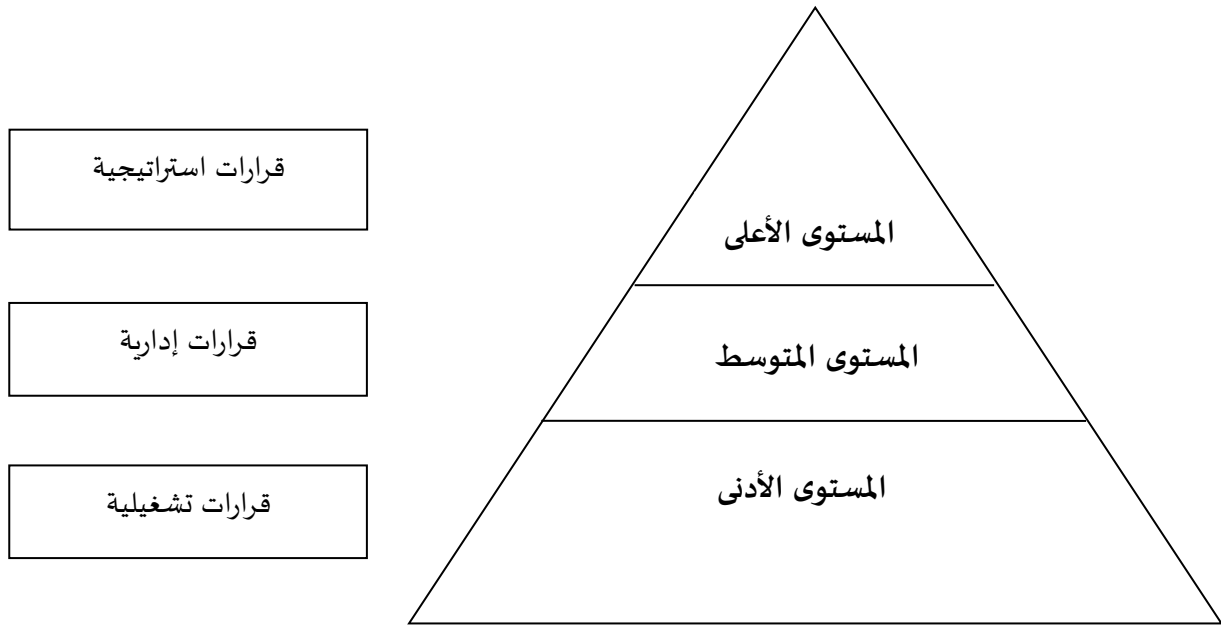 قرارات استراتيجية
المستوى الأعلى
قرارات إدارية
المستوى المتوسط
قرارات تشغيلية
المستوى الأدنى